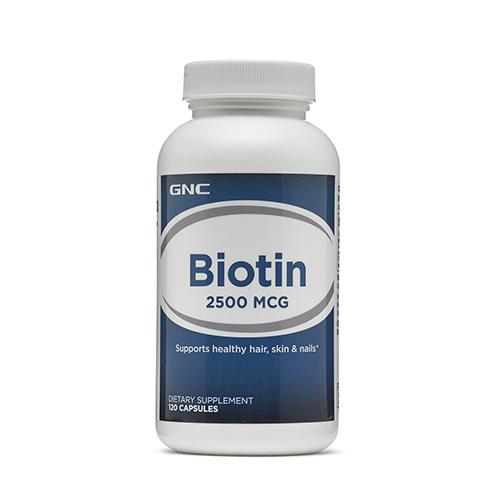 GNC
Biotin
2500 MCG
Supports healthy hair, skin & nails*
DIETARY SUPPLEMENT
120 CAPSULES